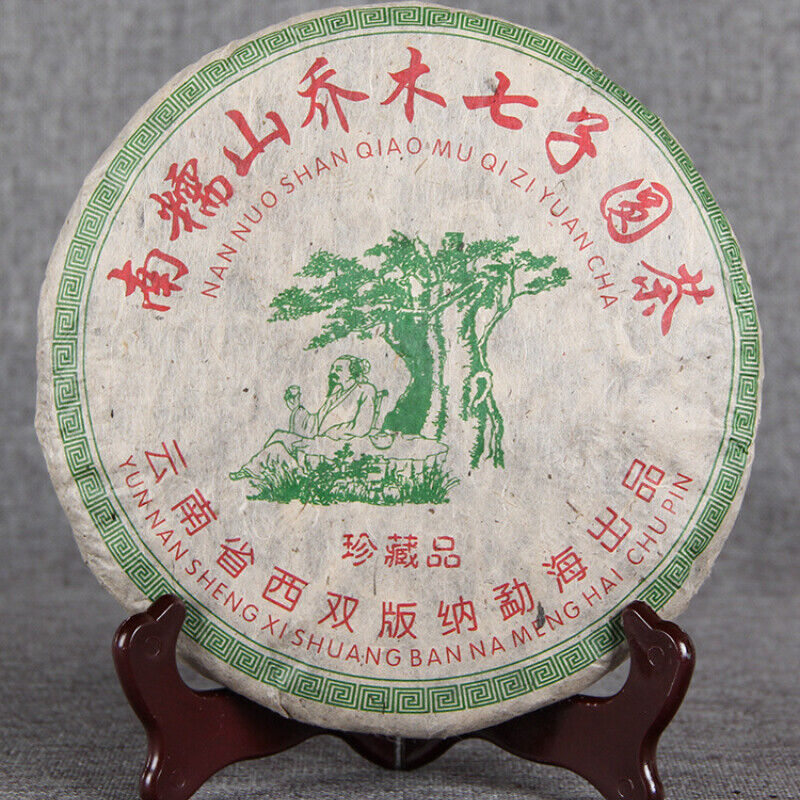 南糯山乔木七子圆茶
NAN NUO SHAN QIAO MU QI ZI YUAN CHA
珍藏品
云南省西双版纳勐海出品
YUN NAN SHENG XI SHUANG BAN NA MENG HAI CHU PIN